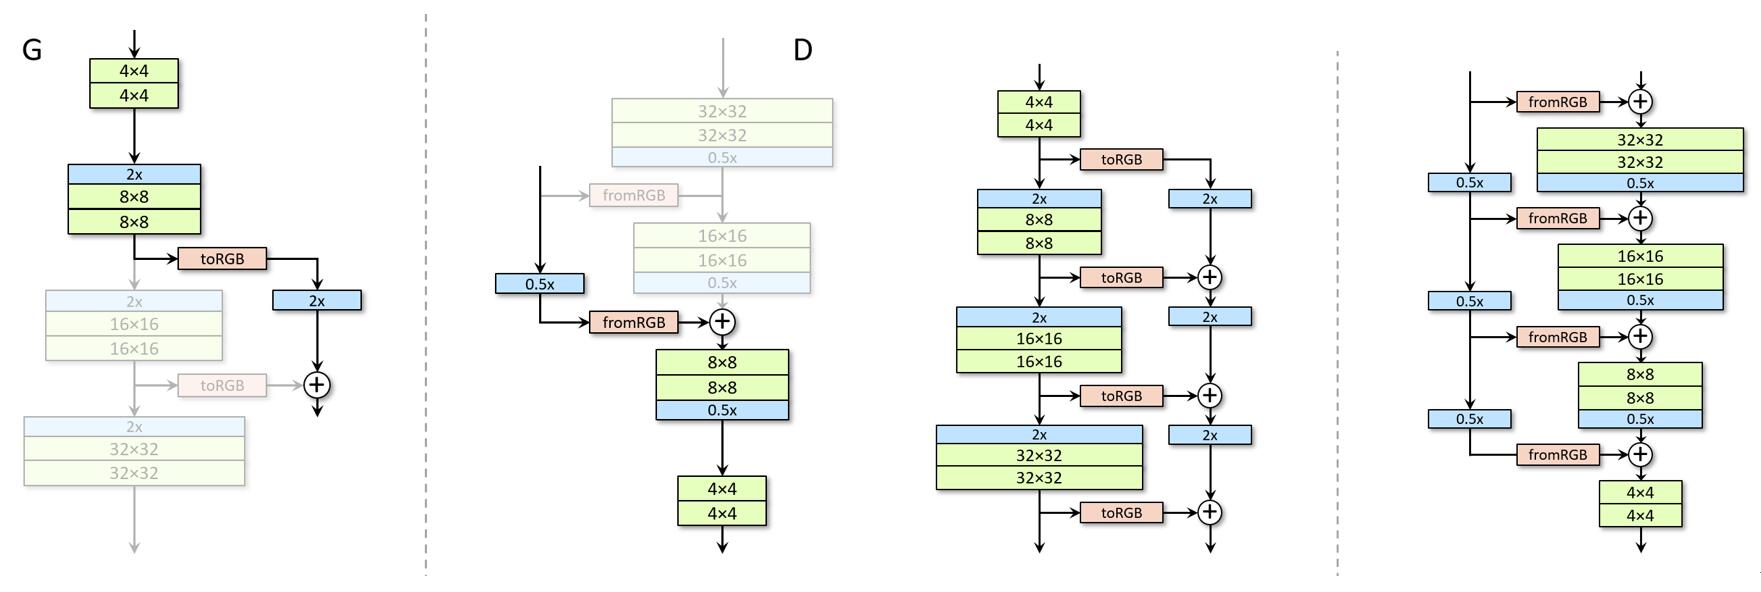 G
4×4
4×4
2x
8×8
8×8
toRGB
2x
2x
16×16
16×16
toRGB
2x
32×32
32×32
D
32×32
32×32
0.5x
fromRGB
16×16
16×16
0.5x
0.5x
fromRGB
8×8
8×8
0.5x
4×4
4×4
4×4
4×4
toRGB
2x
2x
8×8
8×8
toRGB
2x
2x
16×16
16×16
toRGB
2x
2x
32×32
32×32
toRGB
fromRGB
32×32
32×32
0.5x
0.5x
fromRGB
16×16
16×16
0.5x
0.5x
fromRGB
8×8
8×8
0.5x
0.5x
fromRGB
4×4
4×4